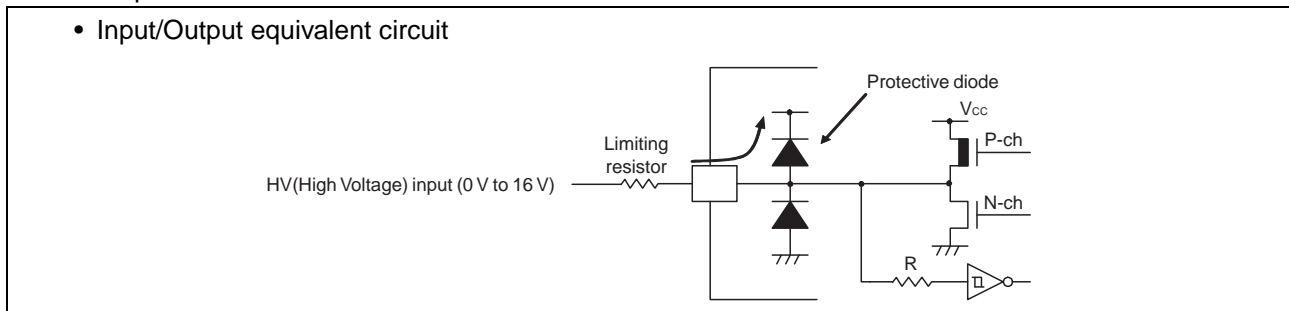 • Input/Output equivalent circuit
Protective diode
Vcc
Limiting
resistor
P-ch
HV(High Voltage) input (0 V to 16 V)
N-ch
R